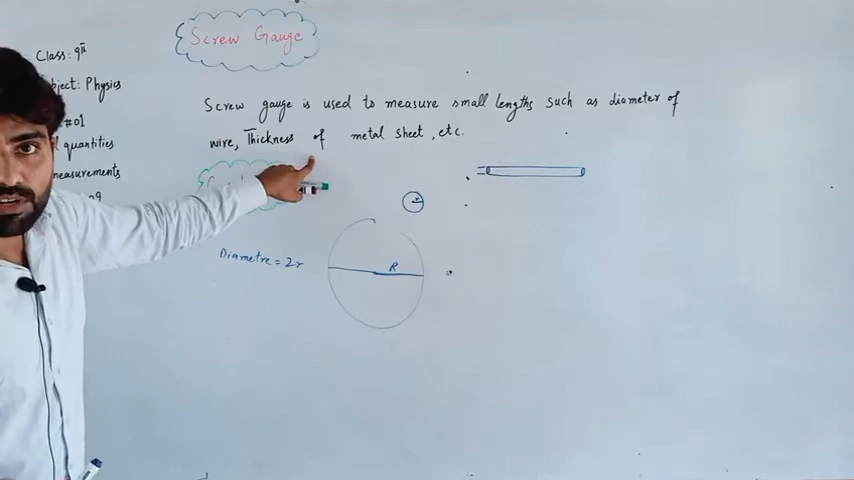 Screw Gauge
Class: 9th
Physics
#01
quantities
measurements
Screw gauge is used to measure small lengths such as diameter of
wire, Thickness of metal sheet, etc.
r
Diametre = 2r
R